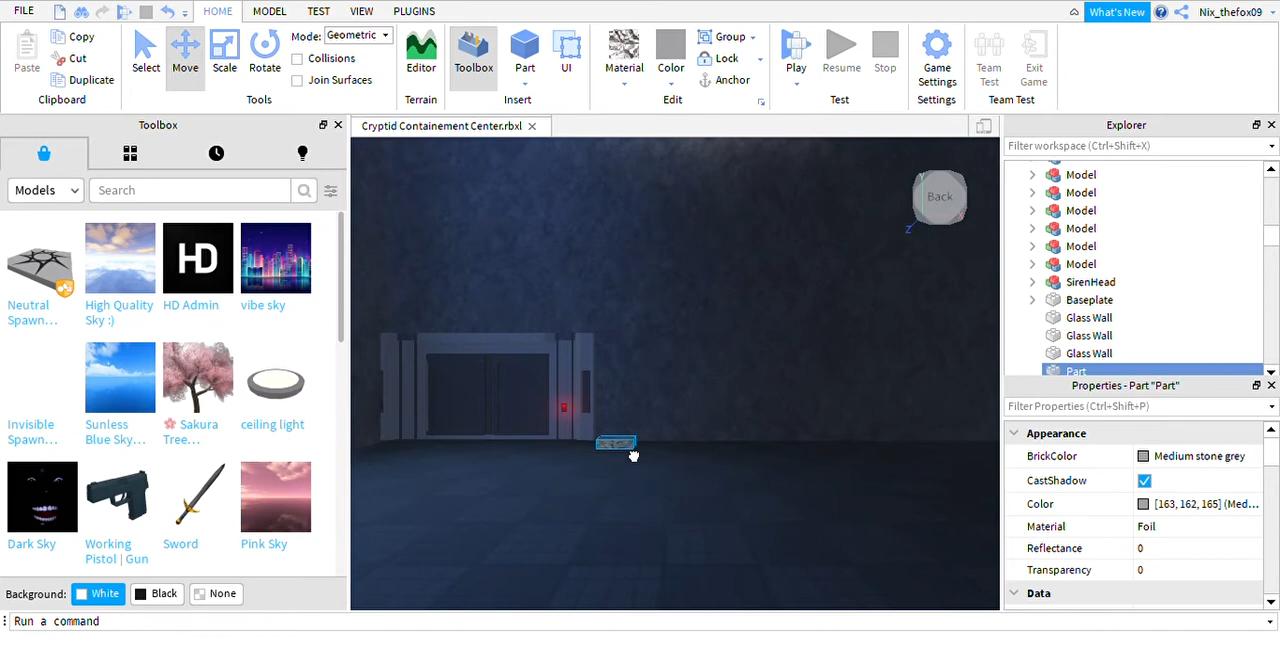 FILE HOME MODEL TEST VIEW PLUGINS What's New Nix_thefox09
Paste Copy Cut Duplicate Clipboard
Select Move Scale Rotate Mode: Geometric Collisions Join Surfaces Tools
Editor Terrain
Toolbox Part UI Insert
Material Color Group Lock Anchor Edit
Play Resume Stop Test
Game Settings Settings
Team Test Exit Game Team Test
Toolbox
Models Search
Neutral Spawn...
High Quality Sky :)
HD
HD Admin
vibe sky
Invisible Spawn...
Sunless Blue Sky...
🌸 Sakura Tree...
ceiling light
Dark Sky
Working Pistol | Gun
Sword
Pink Sky
Background: White Black None
Cryptid Containement Center.rbxl
Back
Z
Explorer
Filter workspace (Ctrl+Shift+X)
Model
Model
Model
Model
Model
Model
SirenHead
Baseplate
Glass Wall
Glass Wall
Glass Wall
Part
Properties - Part "Part"
Filter Properties (Ctrl+Shift+P)
Appearance
BrickColor Medium stone grey
CastShadow
Color [163, 162, 165] (Med...
Material Foil
Reflectance 0
Transparency 0
Data
Run a command